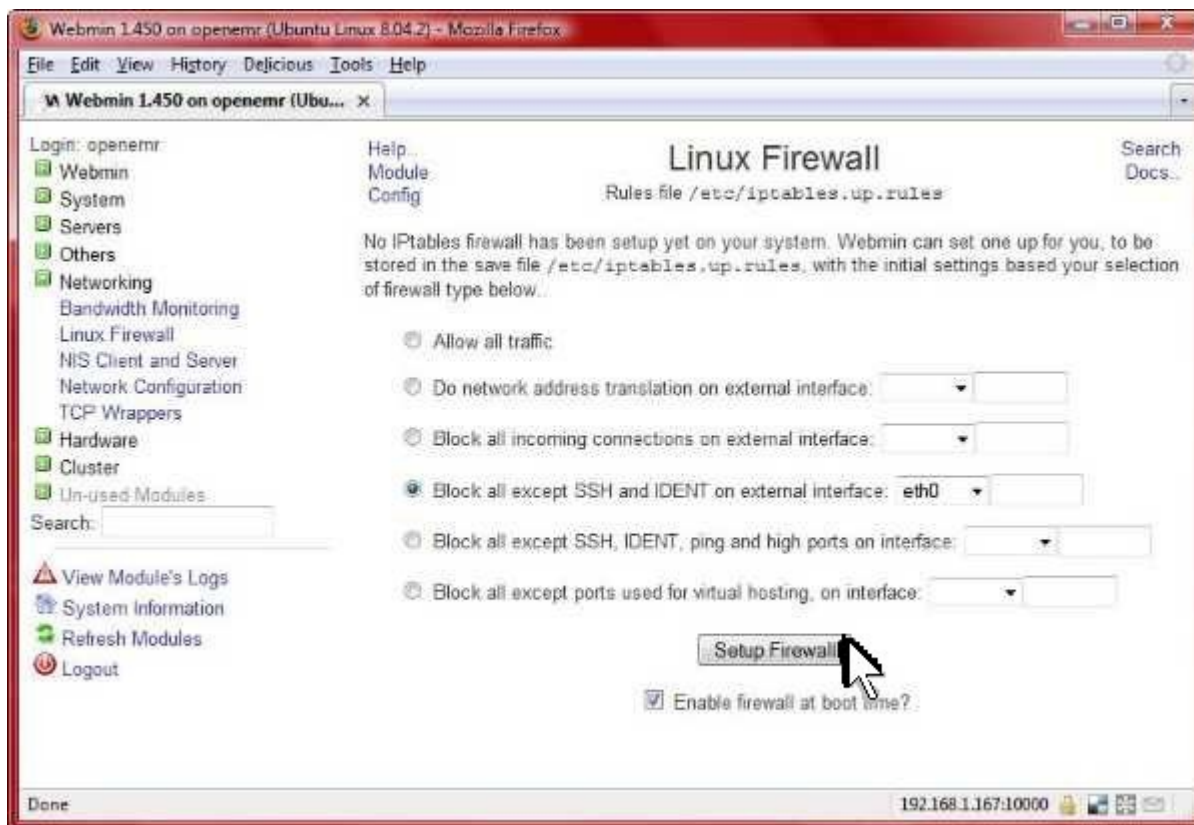 Webmin 1.450 on openemr (Ubuntu Linux 8.04.2) - Mozilla Firefox
File Edit View History Delicious Tools Help
Webmin 1.450 on openemr (Ubu... ×
Login: openemr
Webmin
System
Servers
Others
Networking
Bandwidth Monitoring
Linux Firewall
NIS Client and Server
Network Configuration
TCP Wrappers
Hardware
Cluster
Un-used Modules
Search:
View Module's Logs
System Information
Refresh Modules
Logout
Help..
Module
Config
Linux Firewall
Rules file /etc/iptables.up.rules
Search
Docs..
No IPtables firewall has been setup yet on your system. Webmin can set one up for you, to be
stored in the save file /etc/iptables.up.rules, with the initial settings based your selection
of firewall type below..
Allow all traffic
Do network address translation on external interface:
Block all incoming connections on external interface:
Block all except SSH and IDENT on external interface: eth0
Block all except SSH, IDENT, ping and high ports on interface:
Block all except ports used for virtual hosting, on interface:
Setup Firewall
Enable firewall at boot time?
Done
192.168.1.167:10000